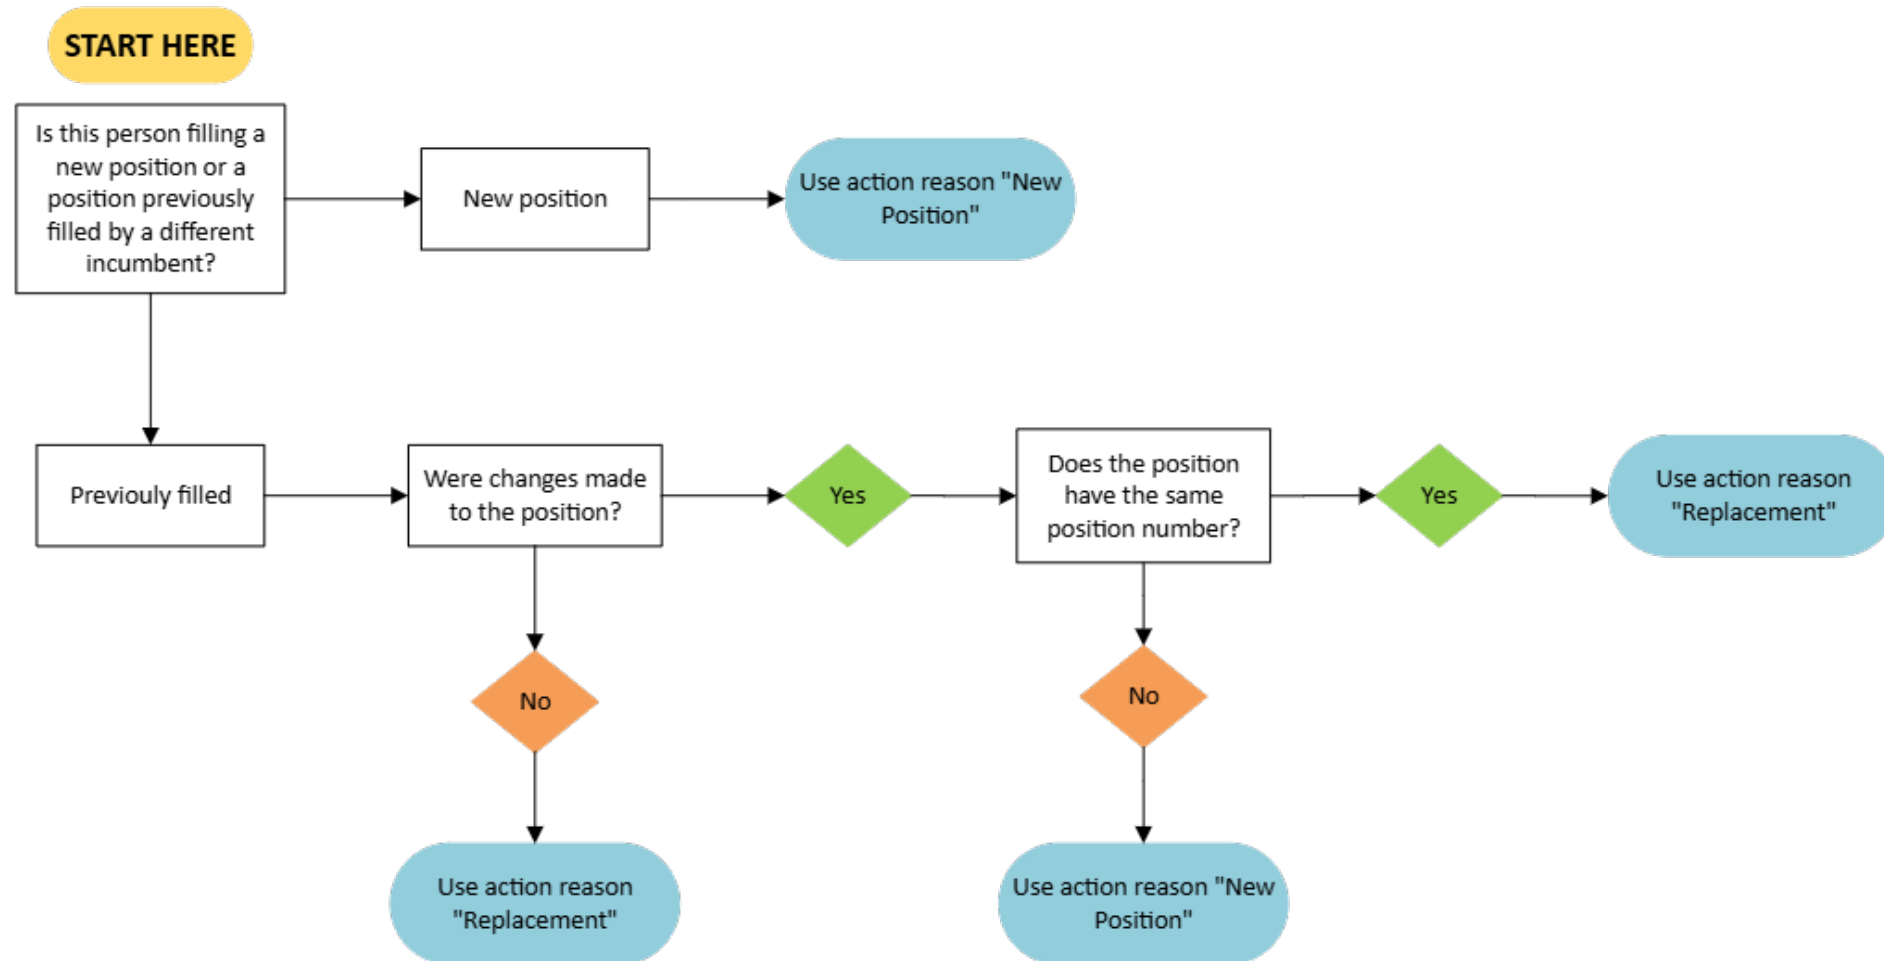 START HERE
Is this person filling a
new position or a
position previously
filled by a different
incumbent?
New position
Use action reason "New
Position"
Previouly filled
Were changes made
to the position?
Yes
Does the position
have the same
position number?
Yes
Use action reason
"Replacement"
No
No
Use action reason
"Replacement"
Use action reason "New
Position"